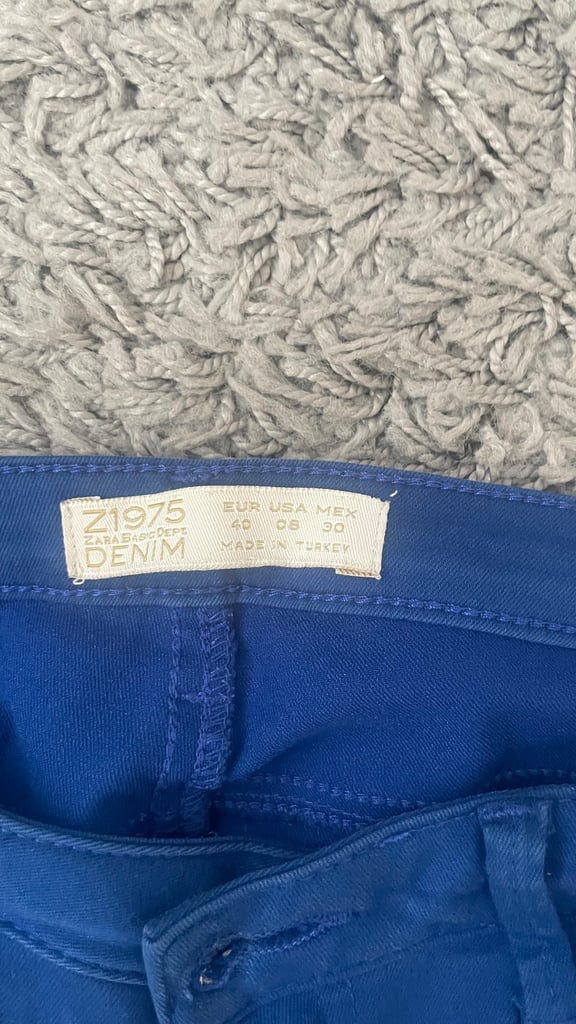 Z1975
ZARA BASIC DEPT
DENIM
EUR USA MEX
40 08 30
MADE IN TURKEY